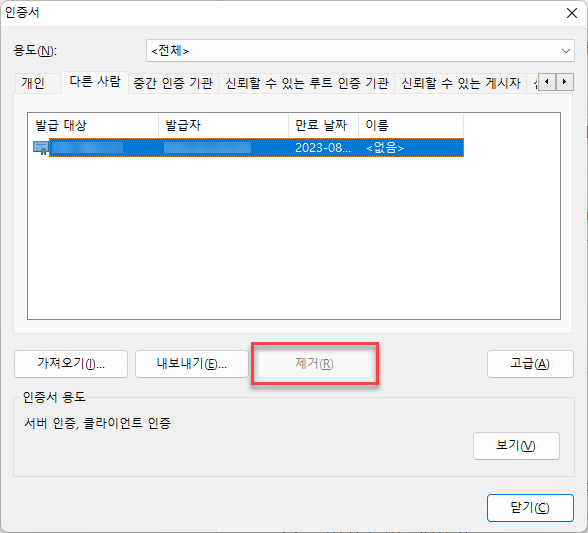 인증서
용도(N):
<전체>
개인 다른 사람 중간 인증 기관 신뢰할 수 있는 루트 인증 기관 신뢰할 수 있는 게시자
발급 대상 발급자 만료 날짜 이름
2023-08... <없음>
가져오기(I)... 내보내기(E)... 제거(R) 고급(A)
인증서 용도
서버 인증, 클라이언트 인증
보기(V)
닫기(C)